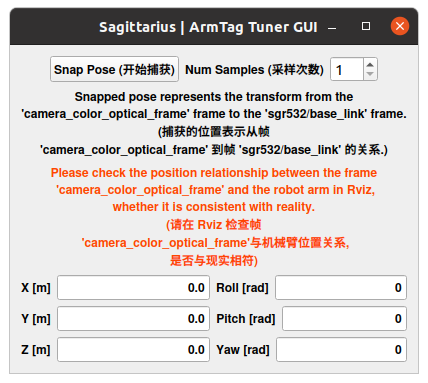 Sagittarius | ArmTag Tuner GUI
Snap Pose (开始捕获) Num Samples (采样次数) 1
Snapped pose represents the transform from the
'camera_color_optical_frame' frame to the 'sgr532/base_link' frame.
(捕获的位置表示从帧
'camera_color_optical_frame' 到帧 'sgr532/base_link' 的关系.)
Please check the position relationship between the frame
'camera_color_optical_frame' and the robot arm in Rviz,
whether it is consistent with reality.
(请在 Rviz 检查帧
'camera_color_optical_frame'与机械臂位置关系,
是否与现实相符)
X [m] 0.0 Roll [rad] 0
Y [m] 0.0 Pitch [rad] 0
Z [m] 0.0 Yaw [rad] 0